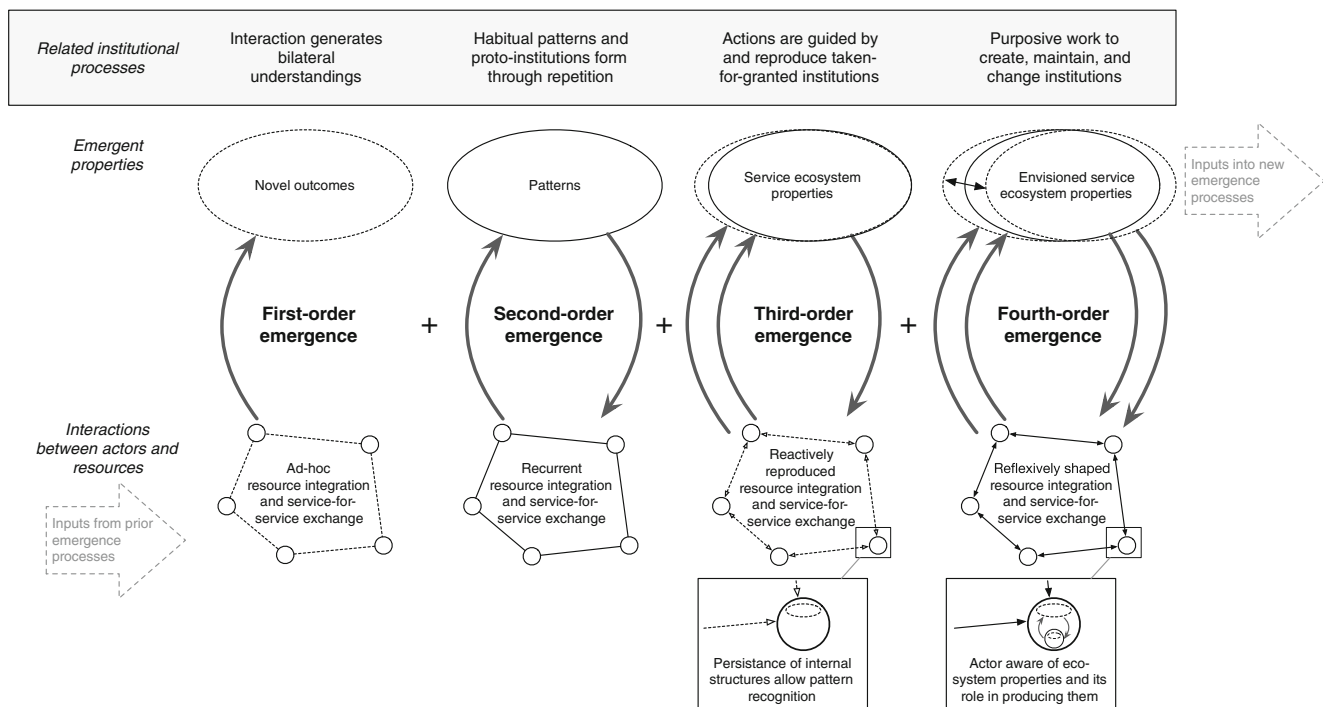 Related institutional
processes
Interaction generates
bilateral
understandings
Habitual patterns and
proto-institutions form
through repetition
Actions are guided by
and reproduce taken-
for-granted institutions
Purposive work to
create, maintain, and
change institutions
Emergent
properties
Novel outcomes
Patterns
Service ecosystem
properties
Envisioned service
ecosystem properties
Inputs into new
emergence
processes
First-order
emergence
+
Second-order
emergence
+
Third-order
emergence
+
Fourth-order
emergence
Interactions
between actors and
resources
Inputs from prior
emergence
processes
Ad-hoc
resource integration
and service-for-
service exchange
Recurrent
resource integration
and service-for-
service exchange
Reactively
reproduced
resource integration
and service-for-
service exchange
Reflexively shaped
resource integration
and service-for-
service exchange
Persistance of internal
structures allow pattern
recognition
Actor aware of eco-
system properties and its
role in producing them